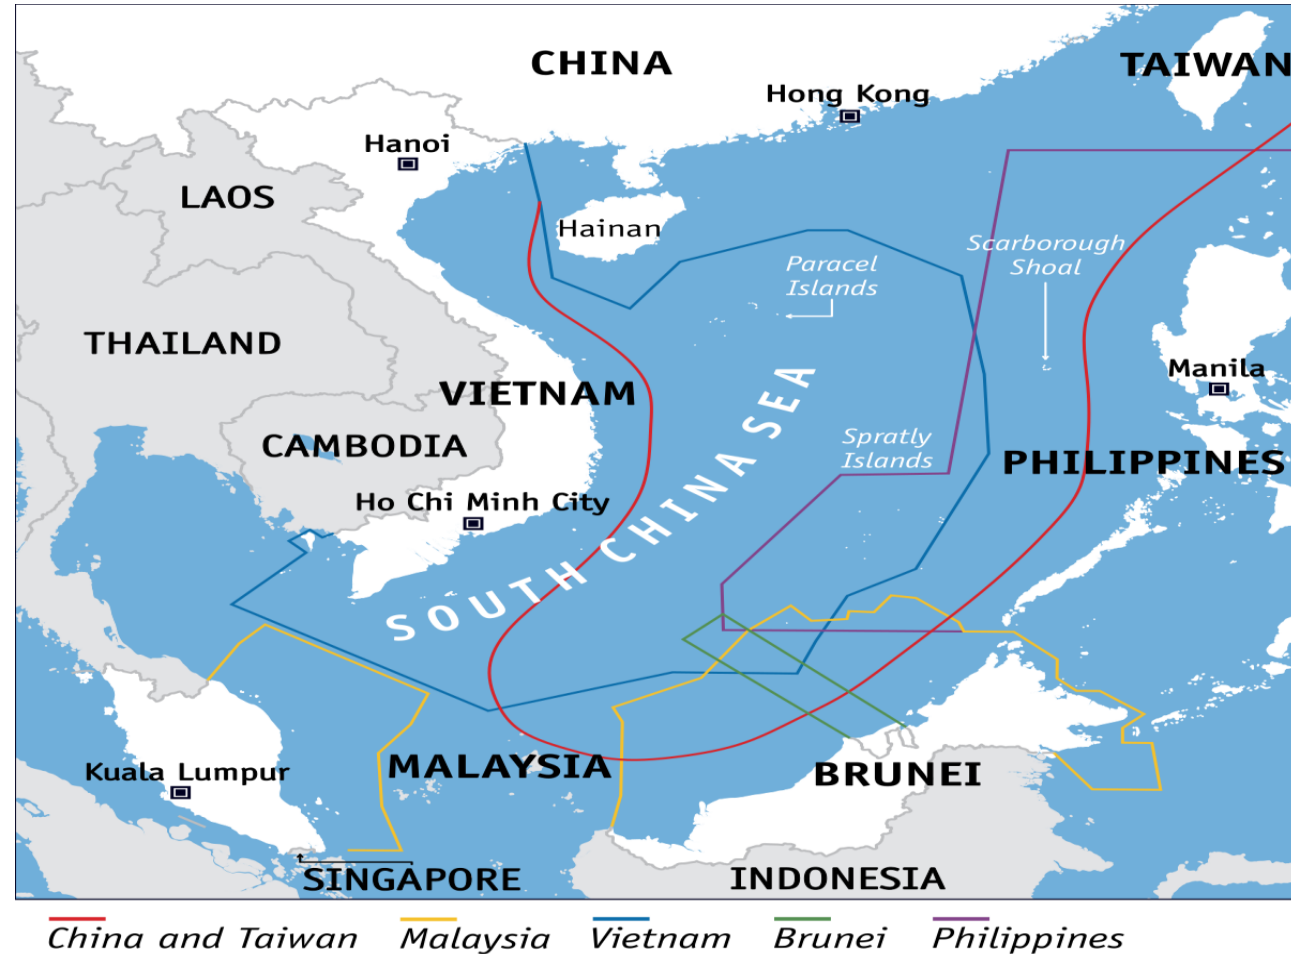 CHINA
TAIWAN
Hong Kong
Hanoi
LAOS
Hainan
Scarborough
Shoal
Paracel
Islands
THAILAND
Manila
VIETNAM
SOUTH CHINA SEA
CAMBODIA
Spratly
Islands
PHILIPPINES
Ho Chi Minh City
MALAYSIA
Kuala Lumpur
BRUNEI
SINGAPORE
INDONESIA
China and Taiwan
Malaysia
Vietnam
Brunei
Philippines